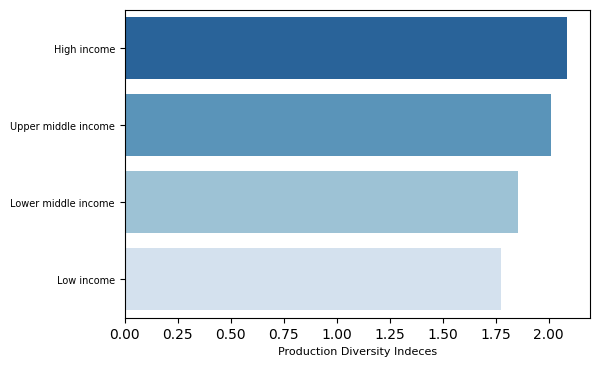 High income
Upper middle income
Lower middle income
Low income
0.00 0.25 0.50 0.75 1.00 1.25 1.50 1.75 2.00
Production Diversity Indeces